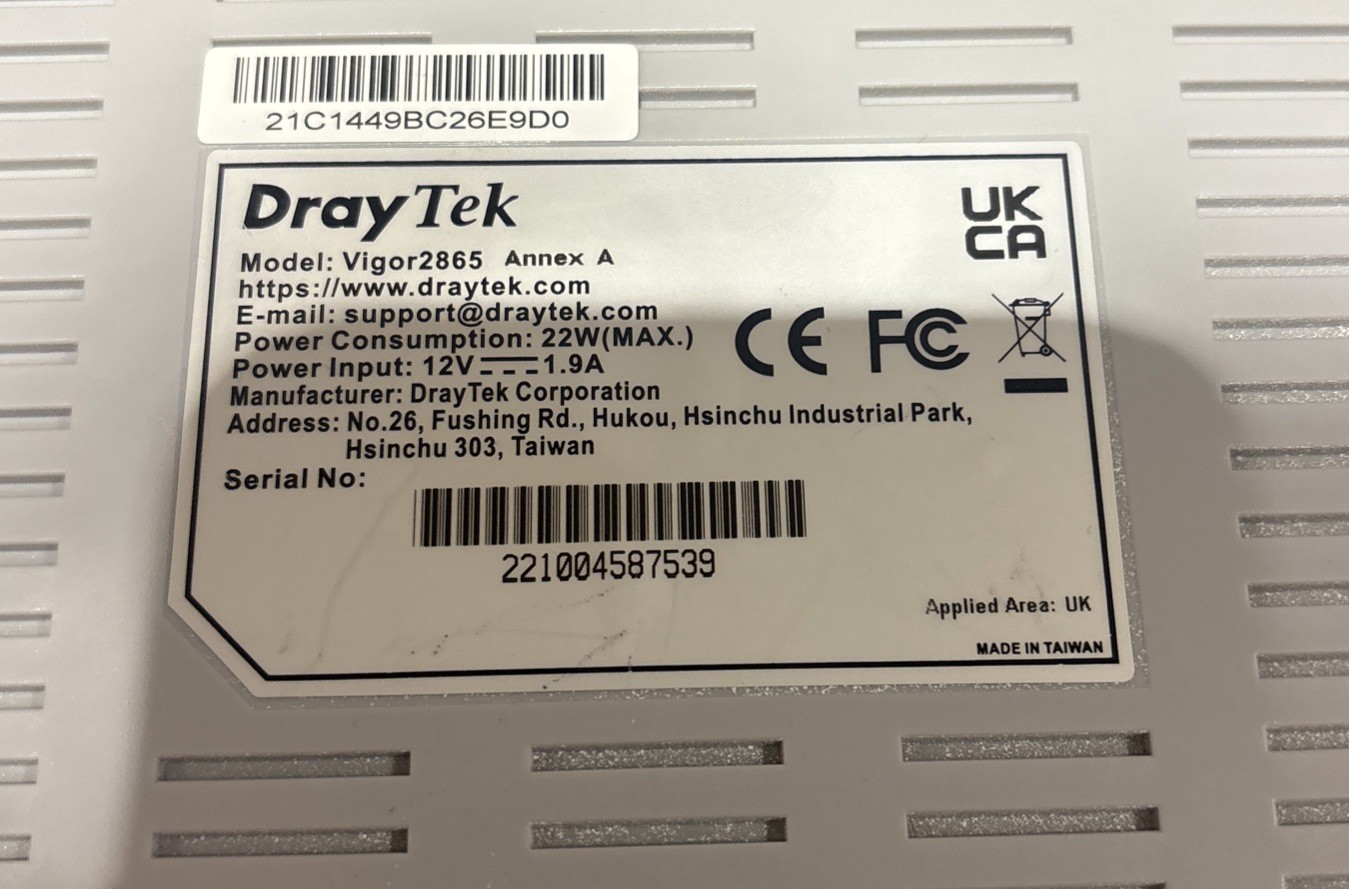 21C1449BC26E9D0
DrayTek
UK
CA
Model: Vigor2865 Annex A
https://www.draytek.com
E-mail: support@draytek.com
Power Consumption: 22W(MAX.)
Power Input: 12V⎓1.9A
CE FC
Manufacturer: DrayTek Corporation
Address: No.26, Fushing Rd., Hukou, Hsinchu Industrial Park,
Hsinchu 303, Taiwan
Serial No:
221004587539
Applied Area: UK
MADE IN TAIWAN